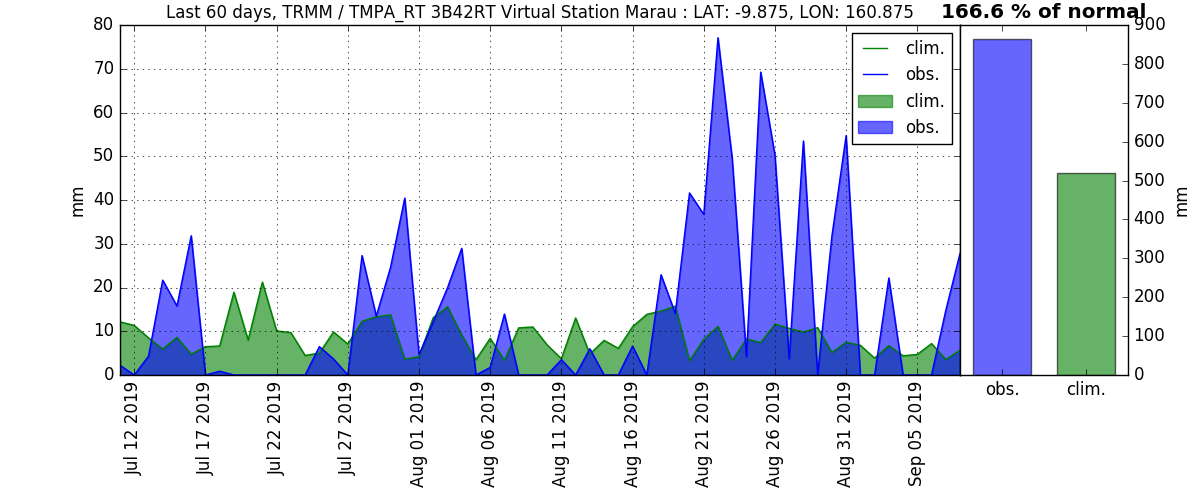 Last 60 days, TRMM / TMPA_RT 3B42RT Virtual Station Marau : LAT: -9.875, LON: 160.875
166.6 % of normal
80
70
60
50
40
30
20
10
0
mm
clim.
obs.
clim.
obs.
900
800
700
600
500
400
300
200
100
0
mm
Jul 12 2019
Jul 17 2019
Jul 22 2019
Jul 27 2019
Aug 01 2019
Aug 06 2019
Aug 11 2019
Aug 16 2019
Aug 21 2019
Aug 26 2019
Aug 31 2019
Sep 05 2019
obs.
clim.